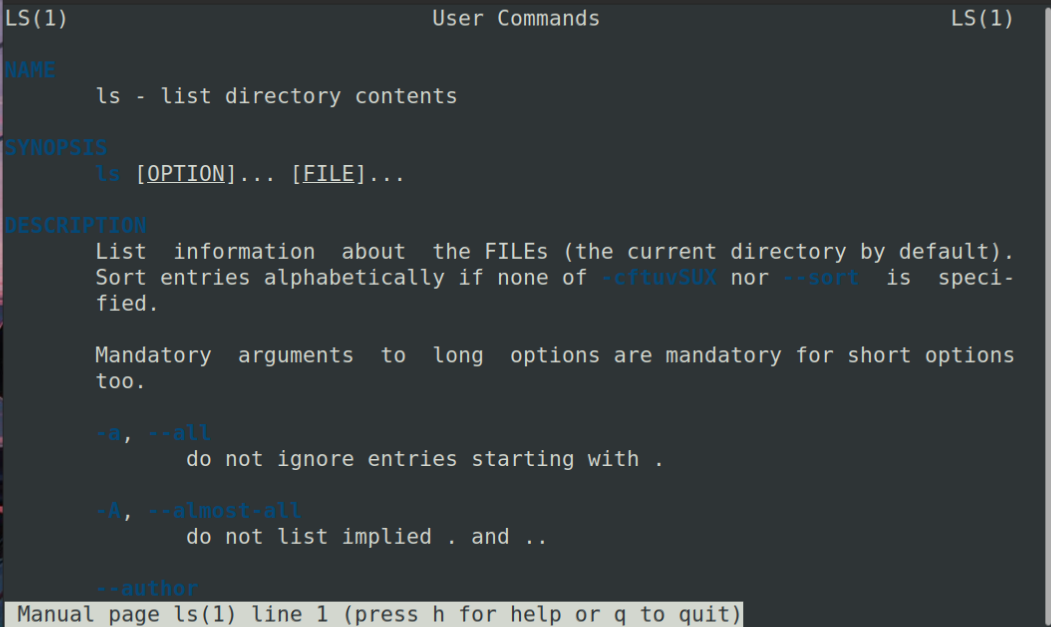 LS(1) User Commands LS(1)
NAME
ls - list directory contents
SYNOPSIS
ls [OPTION]... [FILE]...
DESCRIPTION
List information about the FILEs (the current directory by default).
Sort entries alphabetically if none of -cftuvSUX nor --sort is speci-
fied.
Mandatory arguments to long options are mandatory for short options
too.
-a, --all
do not ignore entries starting with .
-A, --almost-all
do not list implied . and ..
--author
Manual page ls(1) line 1 (press h for help or q to quit)